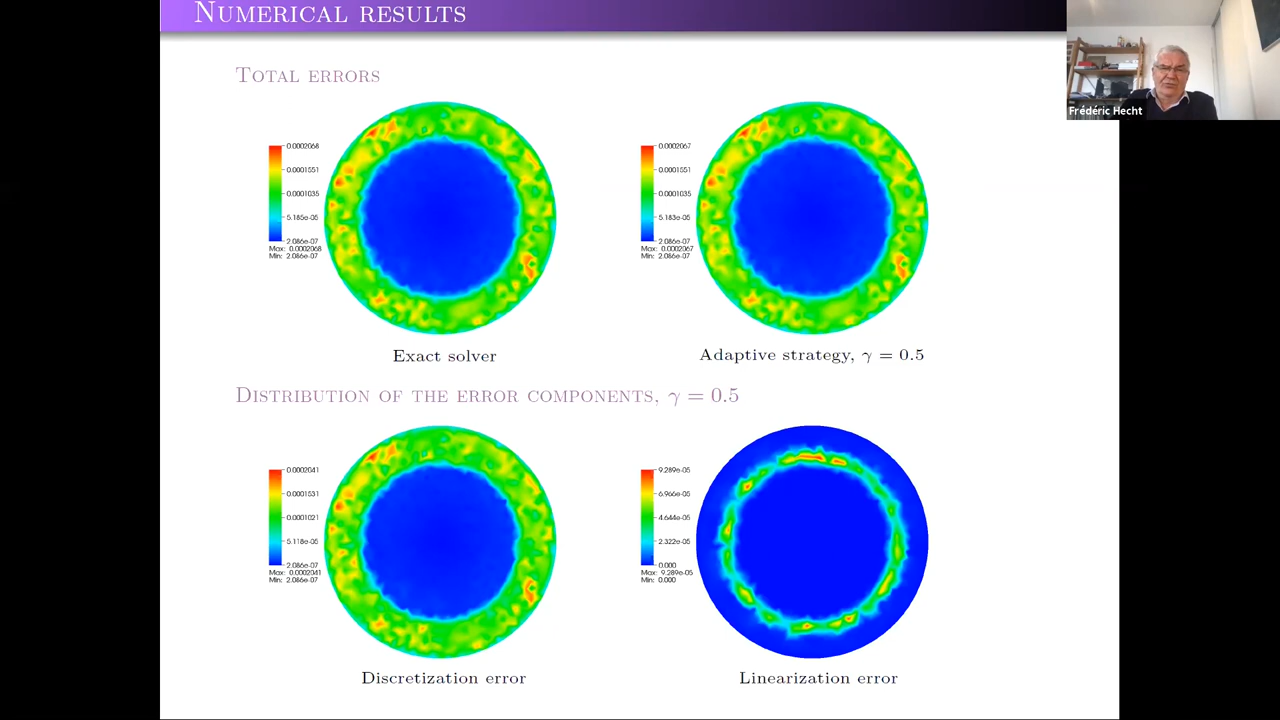 NUMERICAL RESULTS
Frédéric Hecht
TOTAL ERRORS
0.0002068
0.0001551
0.0001035
5.185e-05
2.086e-07
Max: 0.0002068
Min: 2.086e-07
0.0002067
0.0001551
0.0001035
5.183e-05
2.086e-07
Max: 0.0002067
Min: 2.086e-07
Exact solver
Adaptive strategy, γ = 0.5
DISTRIBUTION OF THE ERROR COMPONENTS, γ = 0.5
0.0002041
0.0001531
0.0001021
5.118e-05
2.086e-07
Max: 0.0002041
Min: 2.086e-07
9.289e-05
6.966e-05
4.644e-05
2.322e-05
0.000
Max: 9.289e-05
Min: 0.000
Discretization error
Linearization error